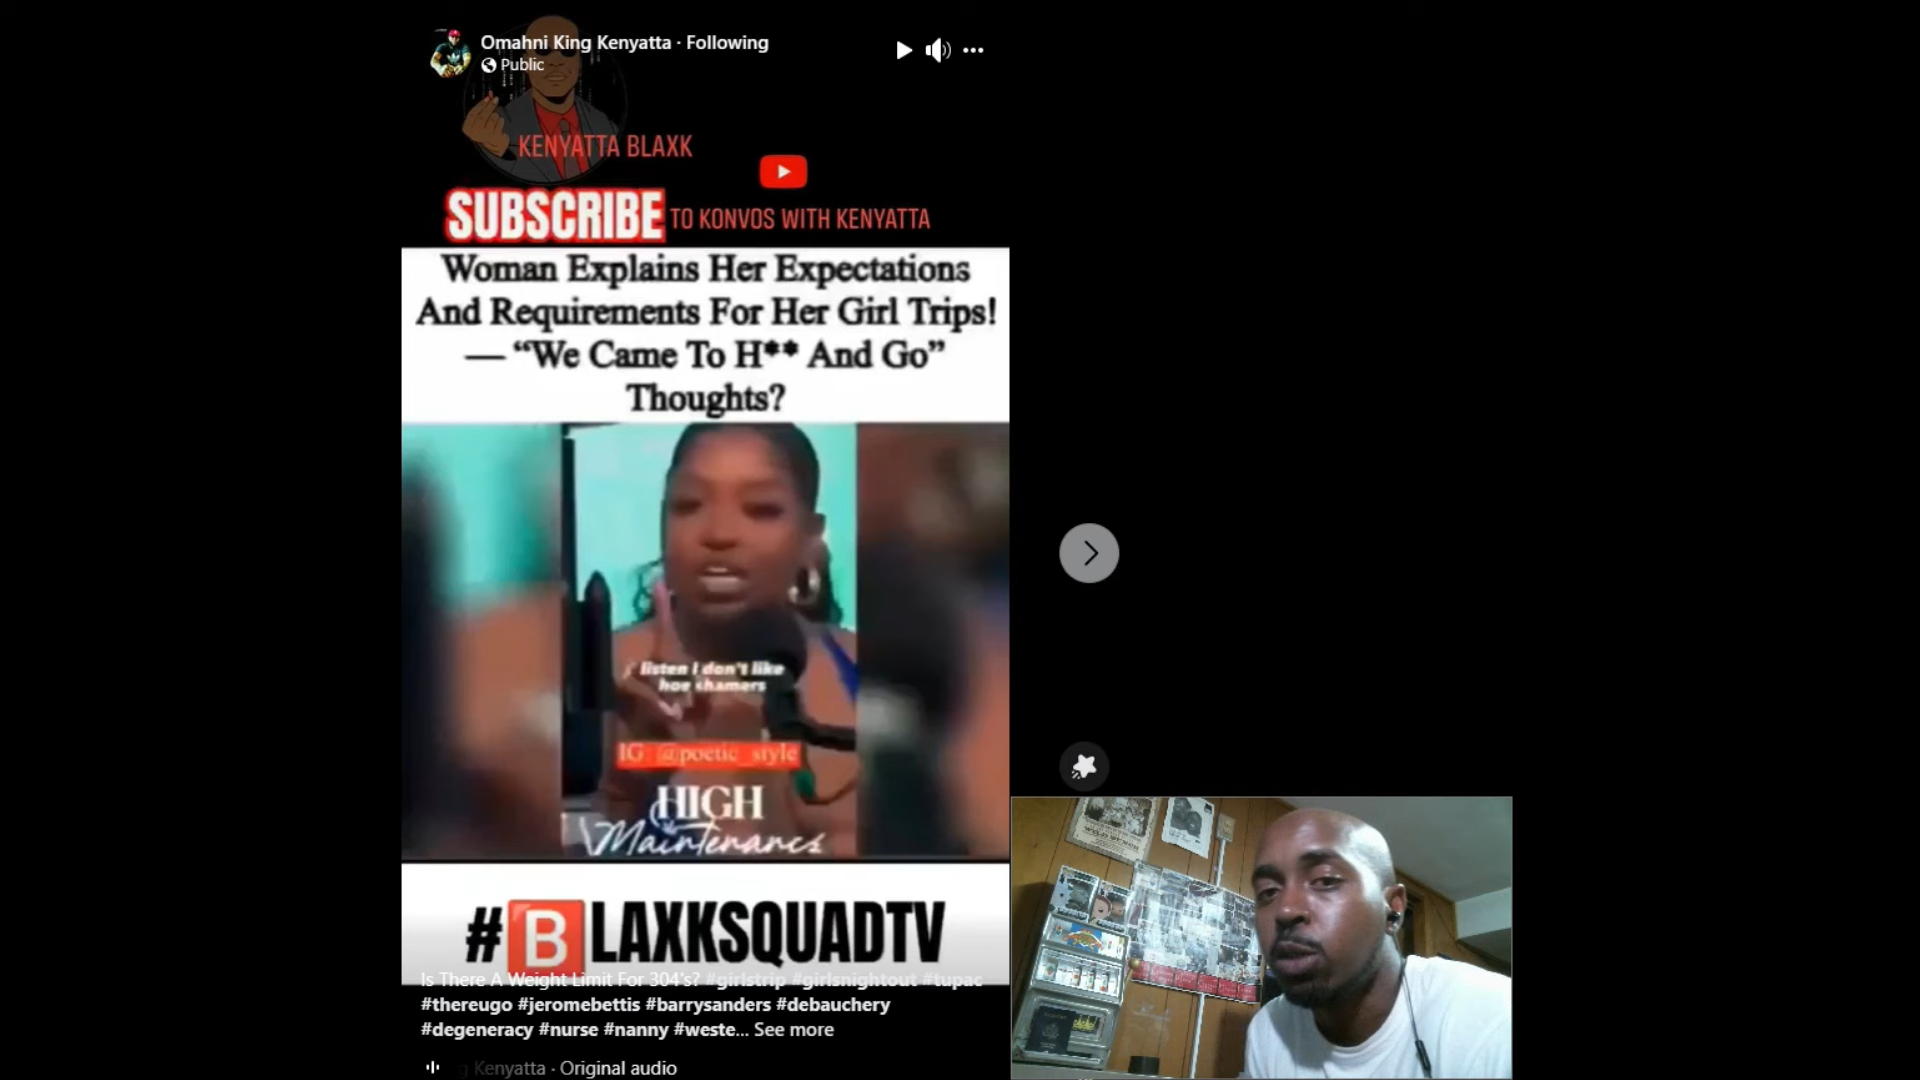 Omahni King Kenyatta · Following
Public
KENYATTA BLAXK
SUBSCRIBE TO KONVOS WITH KENYATTA
Woman Explains Her Expectations
And Requirements For Her Girl Trips!
— “We Came To H** And Go”
Thoughts?
listen I don't like
hoe shamers
IG: @poetic_style
HIGH
Maintenance
#🅱LAXKSQUADTV
Is There A Weight Limit For 304's? #girlstrip #girlsnightout #tupac
#thereugo #jeromebettis #barrysanders #debauchery
#degeneracy #nurse #nanny #weste... See more
g Kenyatta · Original audio